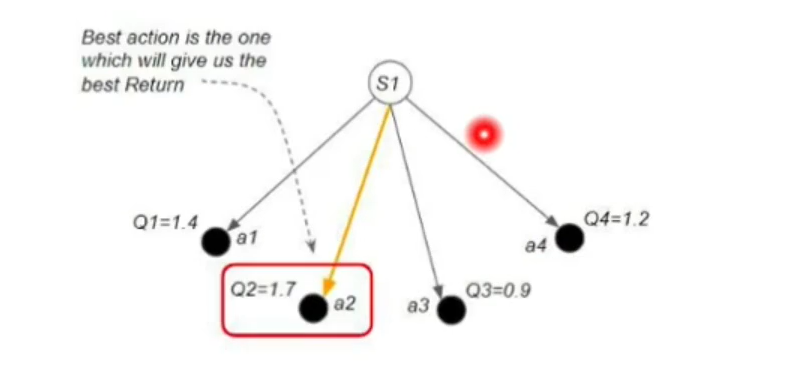 Best action is the one
which will give us the
best Return
S1
Q1=1.4
a1
Q2=1.7
a2
a3
Q3=0.9
a4
Q4=1.2